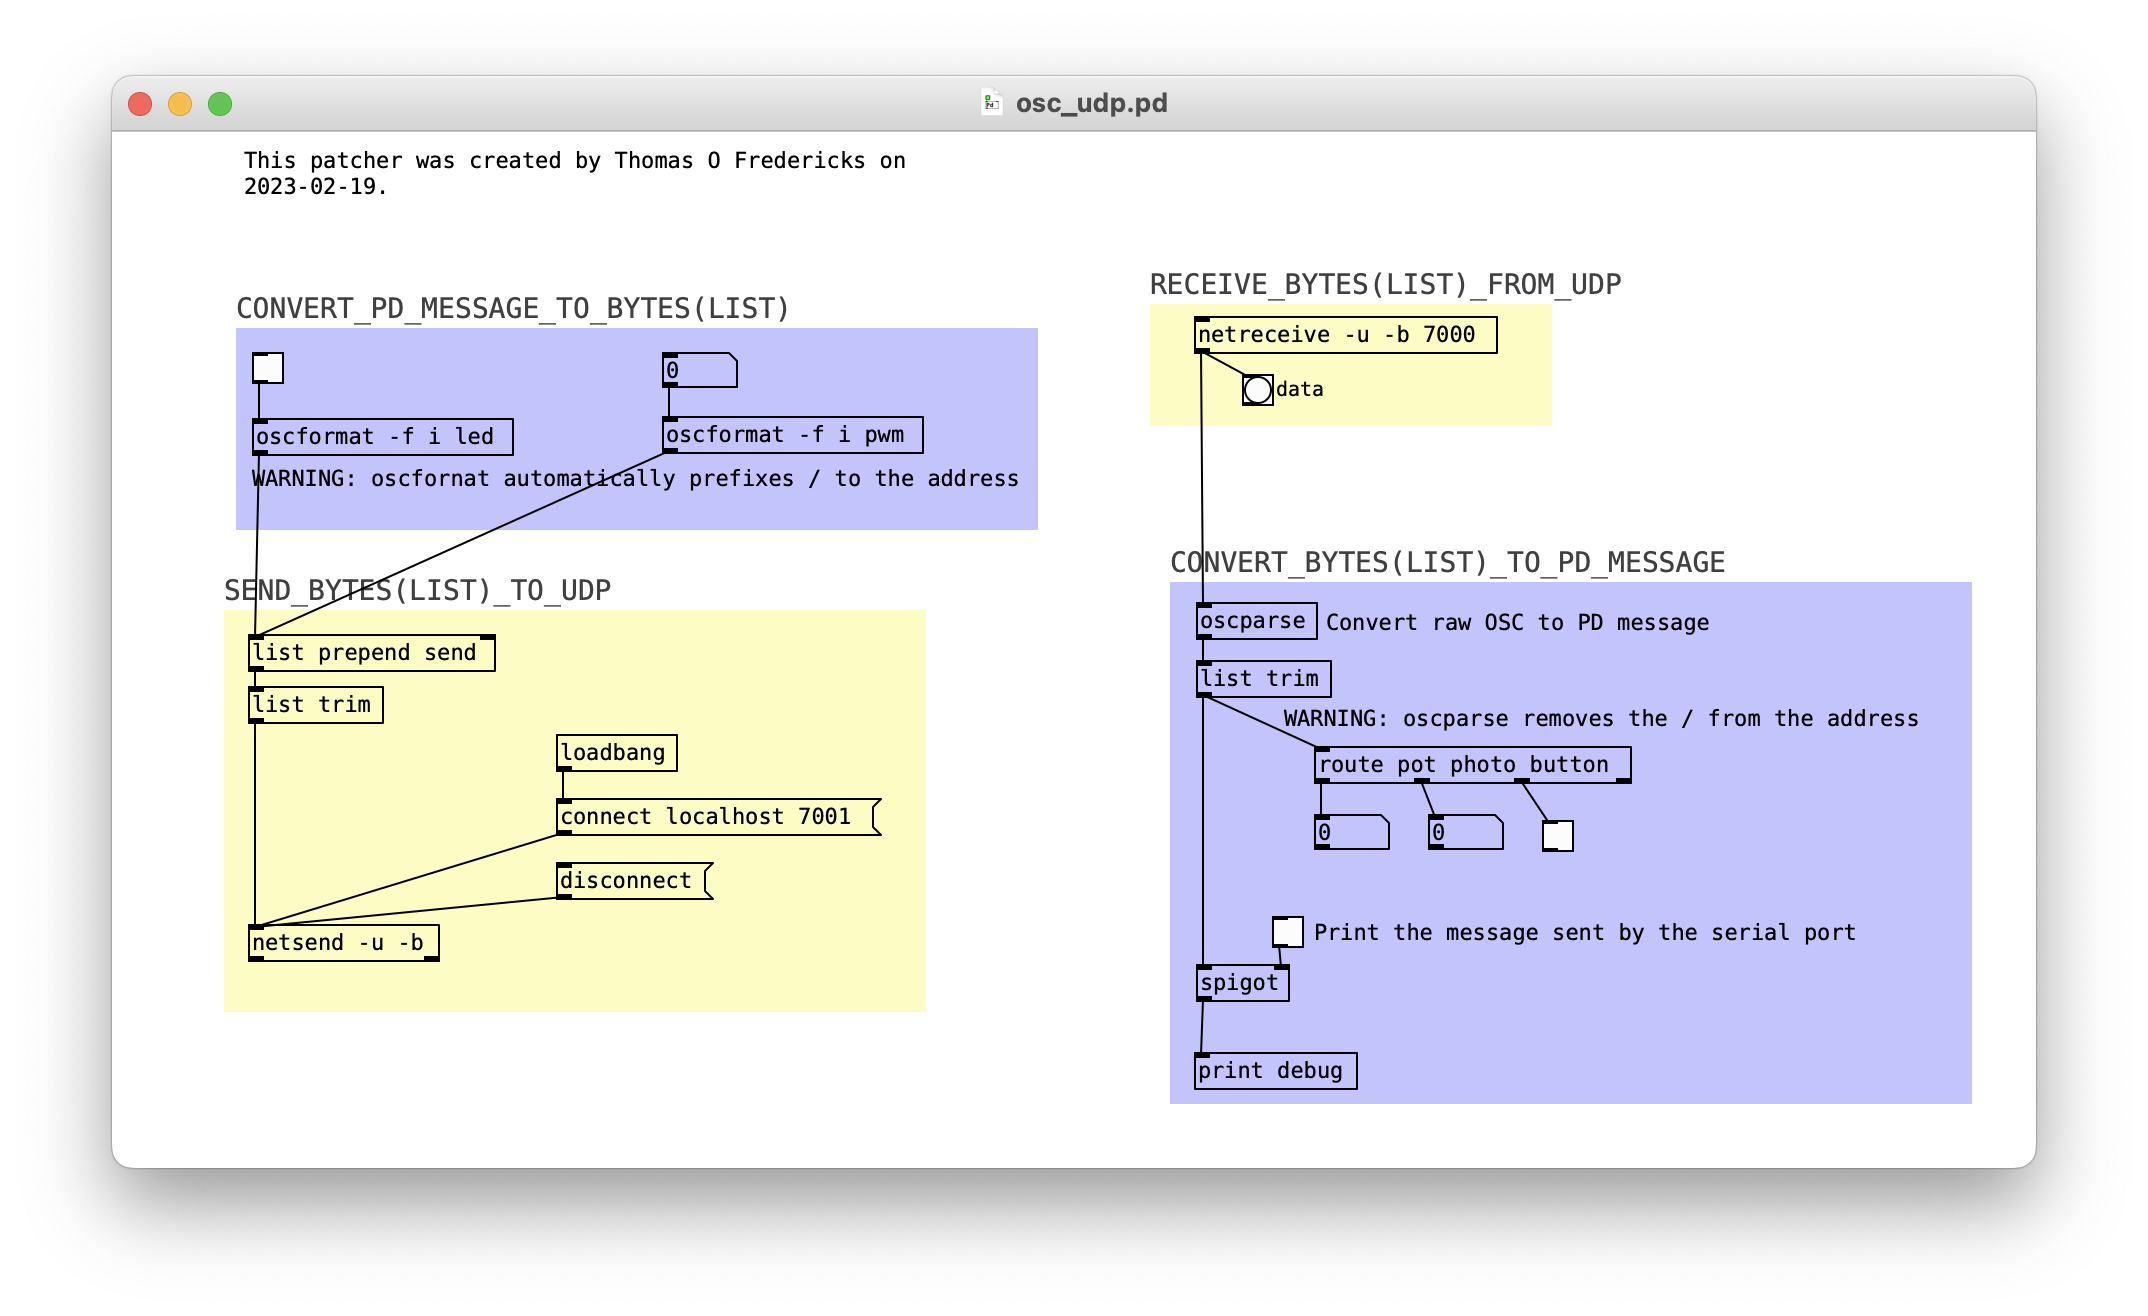 osc_udp.pd
This patcher was created by Thomas O Fredericks on
2023-02-19.
CONVERT_PD_MESSAGE_TO_BYTES(LIST)
0
oscformat -f i led
oscformat -f i pwm
WARNING: oscfornat automatically prefixes / to the address
SEND_BYTES(LIST)_TO_UDP
list prepend send
list trim
loadbang
connect localhost 7001
disconnect
netsend -u -b
RECEIVE_BYTES(LIST)_FROM_UDP
netreceive -u -b 7000
data
CONVERT_BYTES(LIST)_TO_PD_MESSAGE
oscparse
Convert raw OSC to PD message
list trim
WARNING: oscparse removes the / from the address
route pot photo button
0
0
Print the message sent by the serial port
spigot
print debug